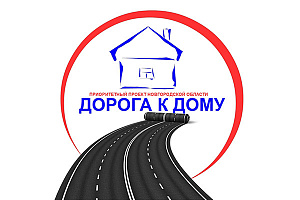 ПРИОРИТЕТНЫЙ ПРОЕКТ НОВГОРОДСКОЙ ОБЛАСТИ
ДОРОГА К ДОМУ